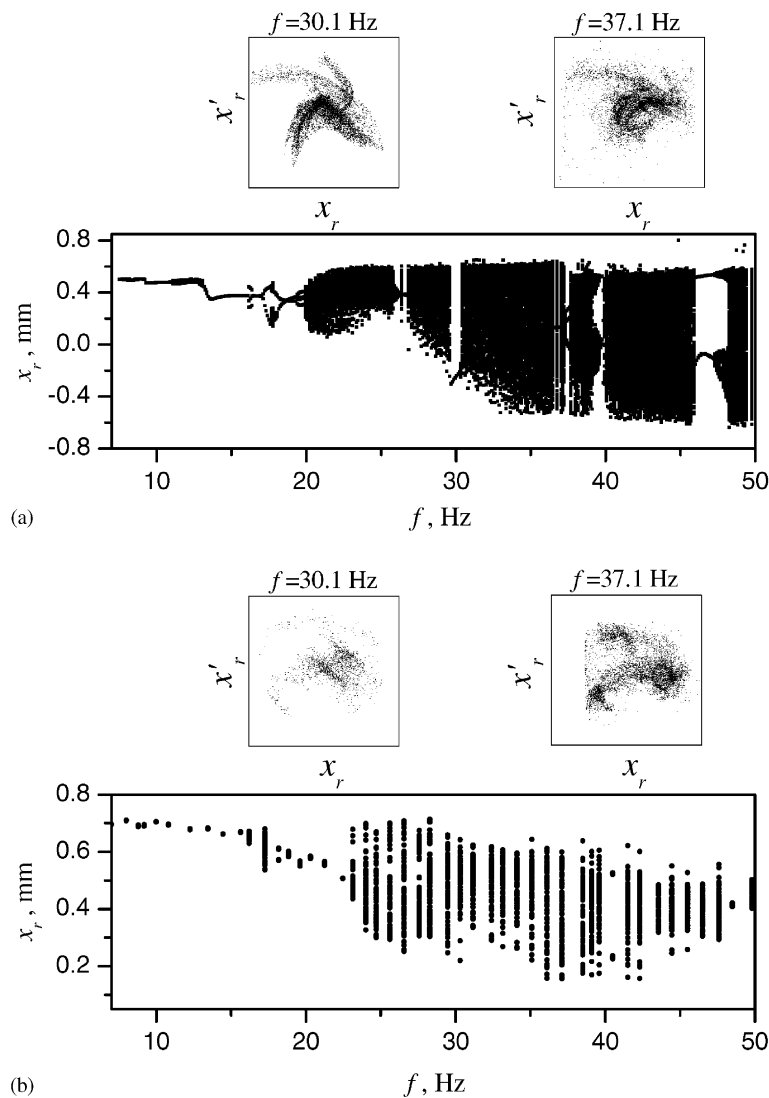 f=30.1 Hz f=37.1 Hz
x'r x'r
xr xr
0.8
0.4
0.0
-0.4
-0.8
xr, mm
10 20 30 40 50
(a)
f, Hz
f=30.1 Hz f=37.1 Hz
x'r x'r
xr xr
0.8
0.6
0.4
0.2
xr, mm
10 20 30 40 50
(b)
f, Hz